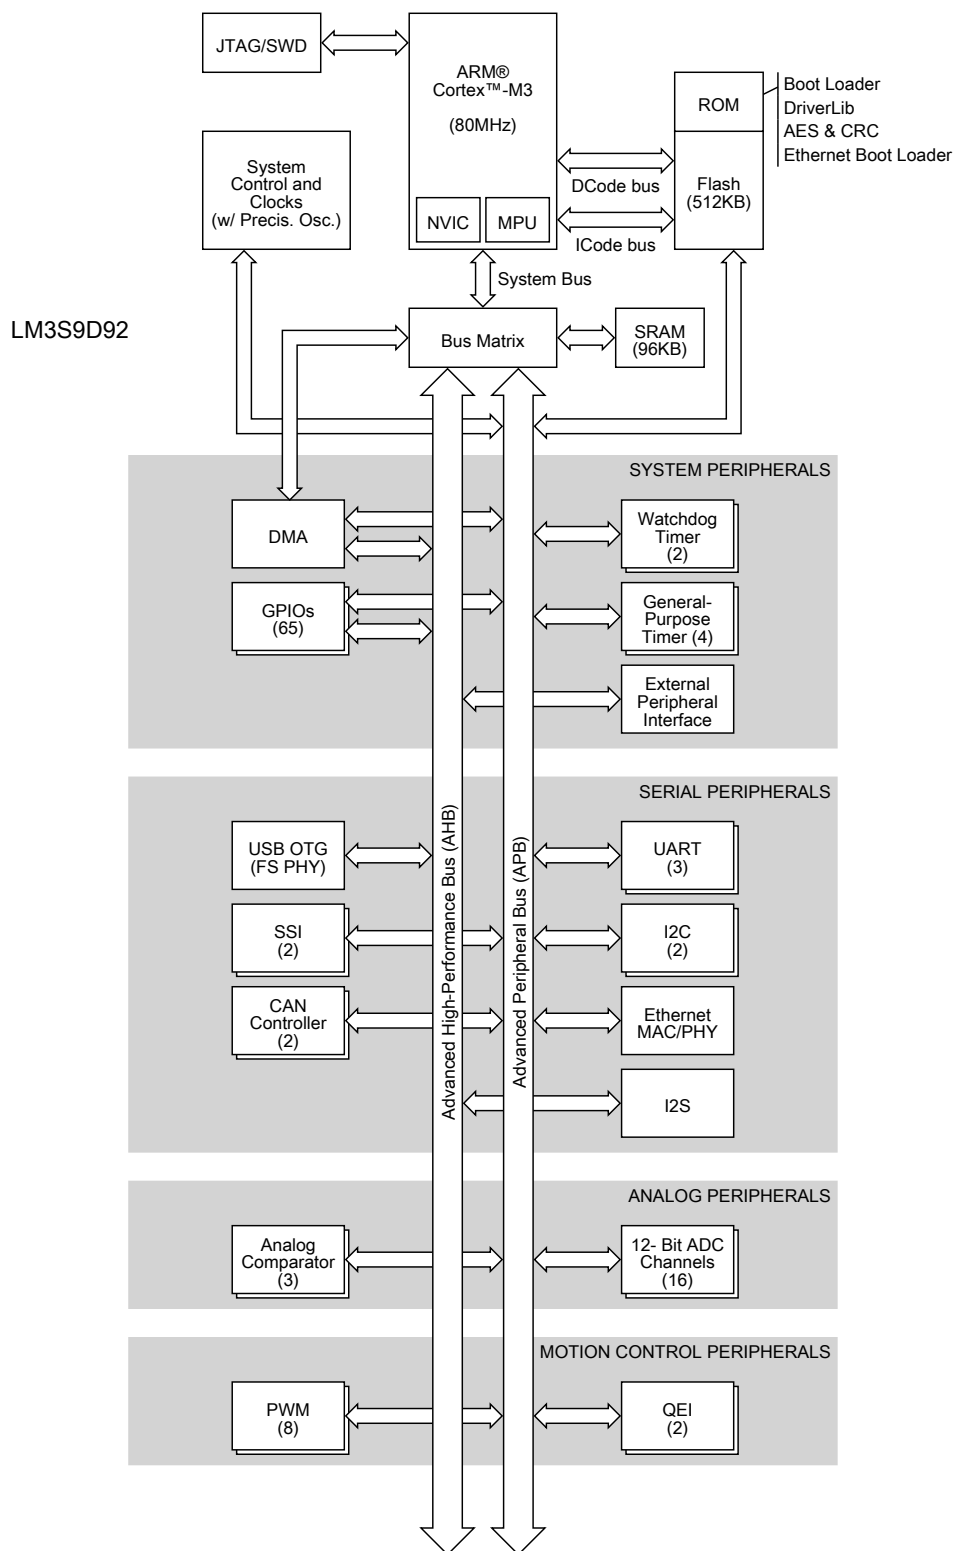 JTAG/SWD
ARM®
Cortex™-M3
(80MHz)
NVIC
MPU
ROM
Flash
(512KB)
Boot Loader
DriverLib
AES & CRC
Ethernet Boot Loader
System
Control and
Clocks
(w/ Precis. Osc.)
DCode bus
ICode bus
System Bus
LM3S9D92
Bus Matrix
SRAM
(96KB)
SYSTEM PERIPHERALS
DMA
Watchdog
Timer
(2)
GPIOs
(65)
General-
Purpose
Timer (4)
External
Peripheral
Interface
Advanced High-Performance Bus (AHB)
Advanced Peripheral Bus (APB)
SERIAL PERIPHERALS
USB OTG
(FS PHY)
UART
(3)
SSI
(2)
I2C
(2)
CAN
Controller
(2)
Ethernet
MAC/PHY
I2S
ANALOG PERIPHERALS
Analog
Comparator
(3)
12- Bit ADC
Channels
(16)
MOTION CONTROL PERIPHERALS
PWM
(8)
QEI
(2)